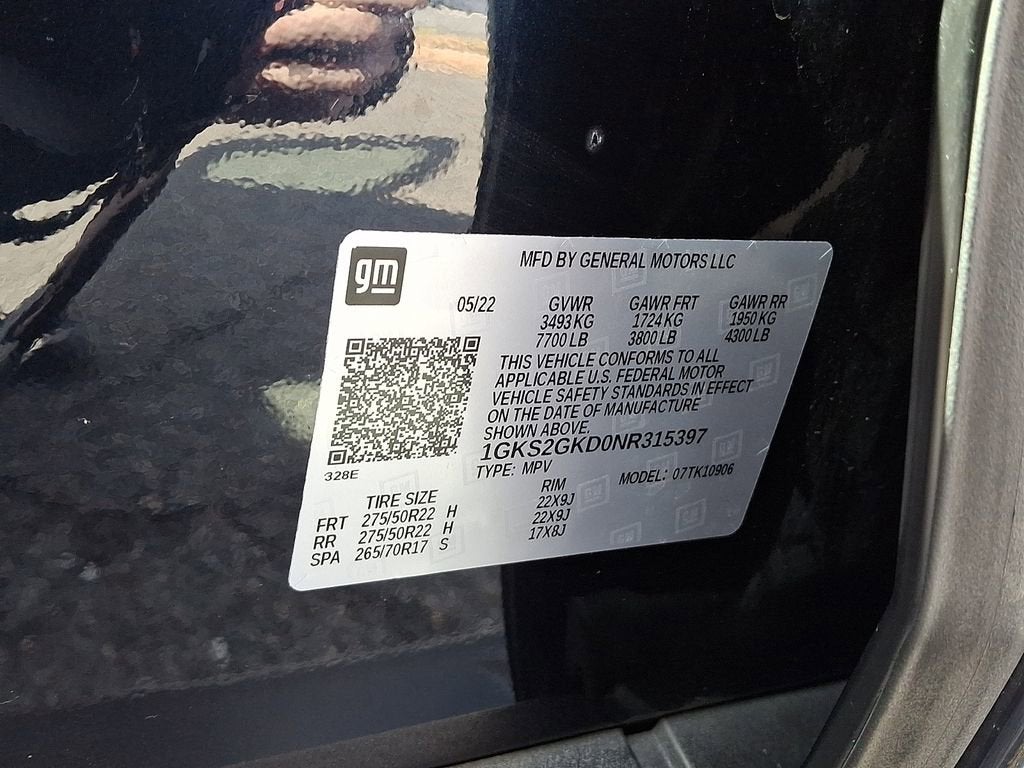 gm
MFD BY GENERAL MOTORS LLC
05/22 GVWR GAWR FRT GAWR RR
3493 KG 1724 KG 1950 KG
7700 LB 3800 LB 4300 LB
THIS VEHICLE CONFORMS TO ALL
APPLICABLE U.S. FEDERAL MOTOR
VEHICLE SAFETY STANDARDS IN EFFECT
ON THE DATE OF MANUFACTURE
SHOWN ABOVE.
1GKS2GKD0NR315397
328E
TYPE: MPV MODEL: 07TK10906
TIRE SIZE RIM
FRT 275/50R22 H 22X9J
RR 275/50R22 H 22X9J
SPA 265/70R17 S 17X8J